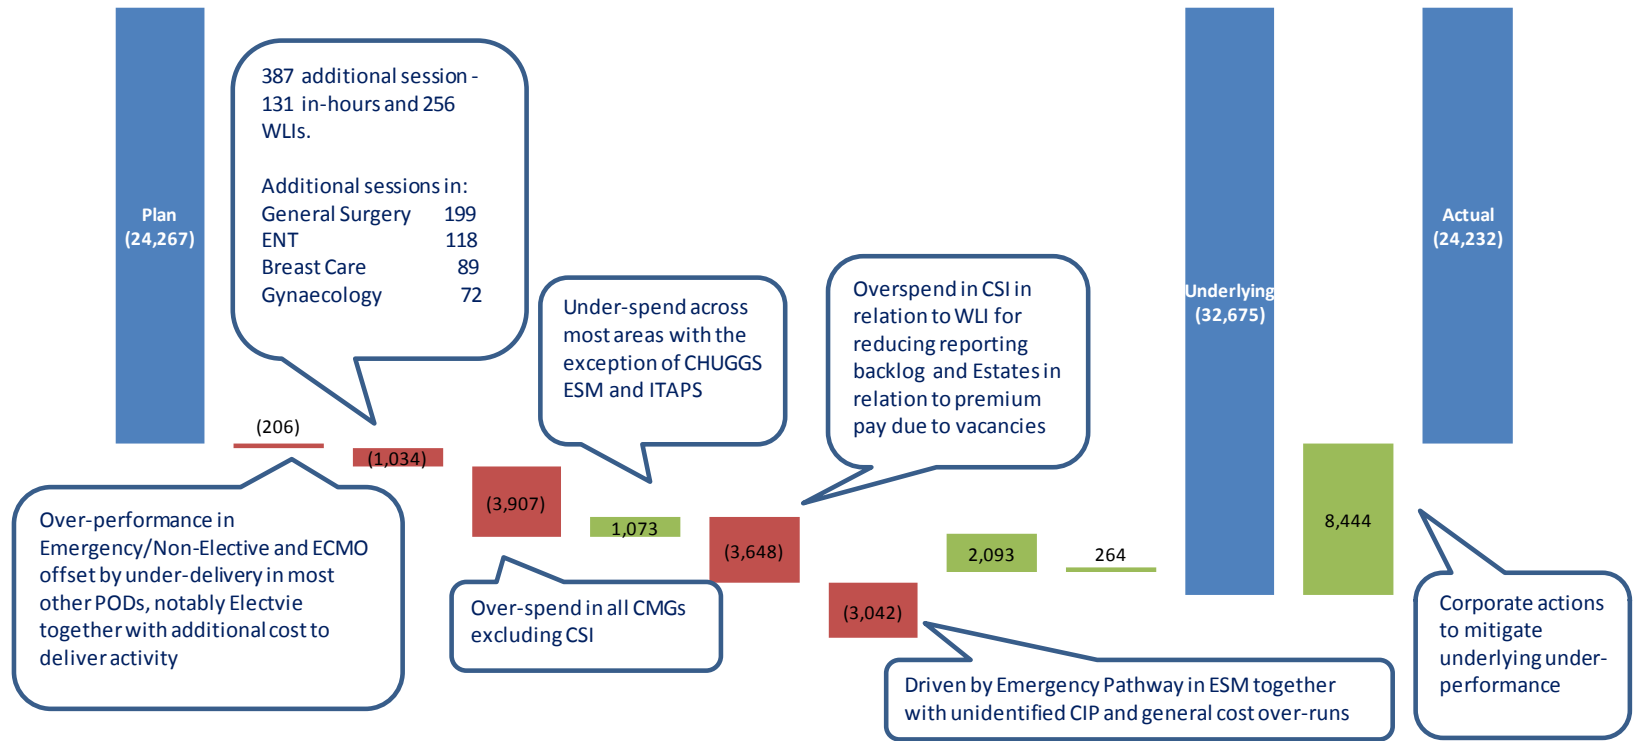 387 additional session -
131 in-hours and 256
WLIs.
Additional sessions in:
General Surgery 199
ENT 118
Breast Care 89
Gynaecology 72
Plan
(24,267)
Actual
(24,232)
Underlying
(32,675)
Under-spend across
most areas with the
exception of CHUGGS
ESM and ITAPS
Overspend in CSI in
relation to WLI for
reducing reporting
backlog and Estates in
relation to premium
pay due to vacancies
(206)
(1,034)
(3,907)
1,073
(3,648)
(3,042)
2,093
264
8,444
Over-performance in
Emergency/Non-Elective and ECMO
offset by under-delivery in most
other PODs, notably Electvie
together with additional cost to
deliver activity
Over-spend in all CMGs
excluding CSI
Driven by Emergency Pathway in ESM together
with unidentified CIP and general cost over-runs
Corporate actions
to mitigate
underlying under-
performance